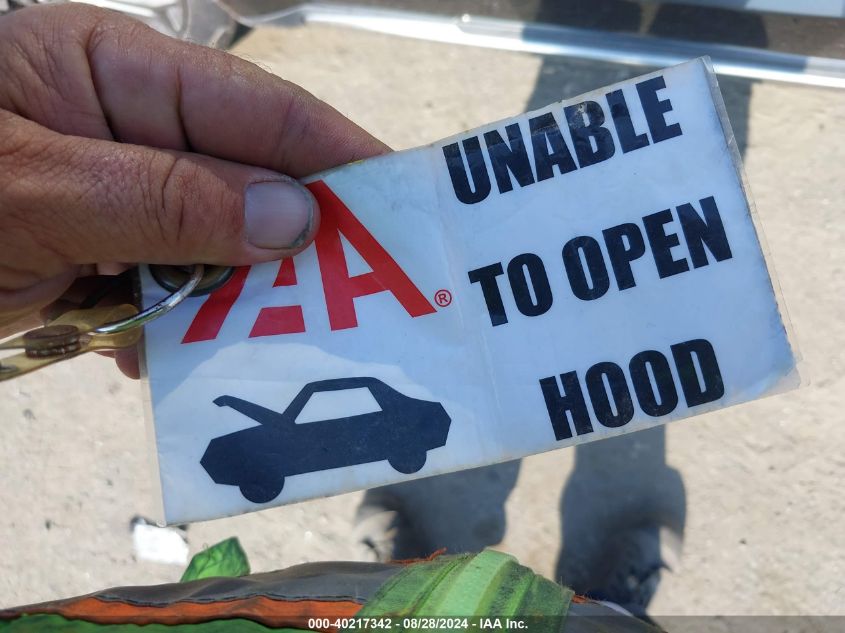 IAA®
UNABLE
TO OPEN
HOOD
000-40217342 - 08/28/2024 - IAA Inc.